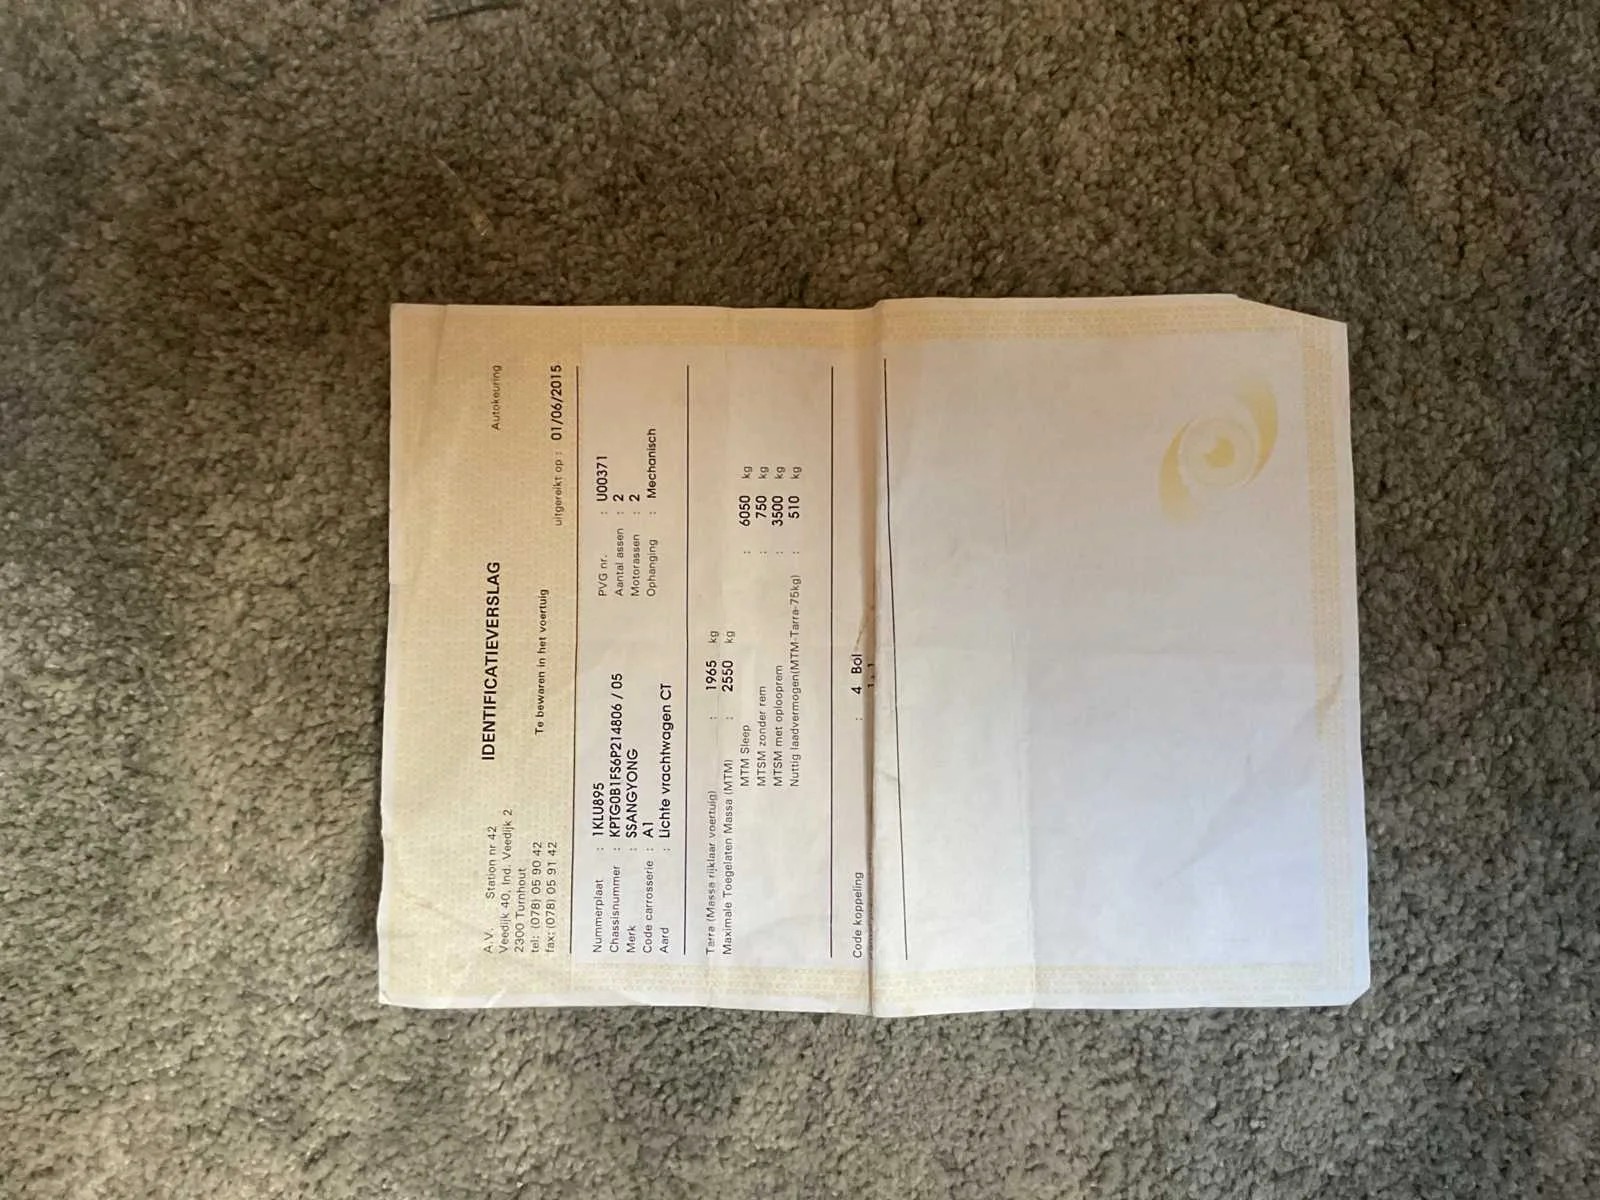 A.V. Station nr 42
Veedijk 40, Ind. Veedijk 2
2300 Turnhout
tel: (078) 05 90 42
fax: (078) 05 91 42
IDENTIFICATIEVERSLAG
Autokeuring
Te bewaren in het voertuig
uitgereikt op : 01/06/2015
Nummerplaat : 1KLU895 PVG nr. : U00371
Chassisnummer : KPTG0B1FS6P214806 / 05 Aantal assen : 2
Merk : SSANGYONG Motorassen : 2
Code carrosserie : A1 Ophanging : Mechanisch
Aard : Lichte vrachtwagen CT
Tarra (Massa rijklaar voertuig) : 1965 kg
Maximale Toegelaten Massa (MTM) : 2550 kg
MTM Sleep : 6050 kg
MTSM zonder rem : 750 kg
MTSM met oplooprem : 3500 kg
Nuttig laadvermogen(MTM-Tarra-75kg) : 510 kg
Code koppeling : 4 Bol